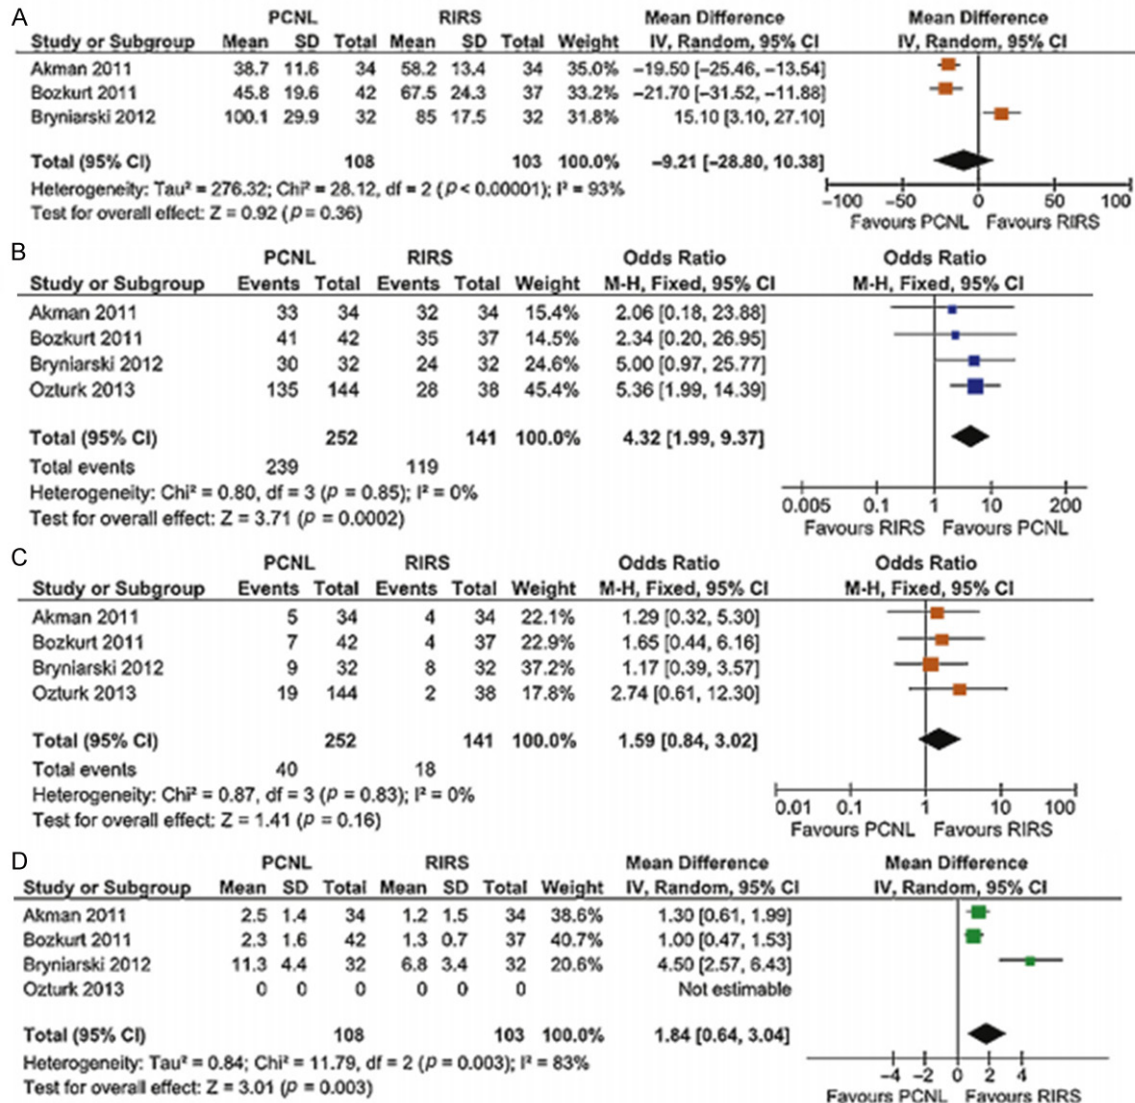 A
PCNL RIRS Mean Difference Mean Difference
Study or Subgroup Mean SD Total Mean SD Total Weight IV, Random, 95% CI IV, Random, 95% CI
Akman 2011 38.7 11.6 34 58.2 13.4 34 35.0% −19.50 [−25.46, −13.54]
Bozkurt 2011 45.8 19.6 42 67.5 24.3 37 33.2% −21.70 [−31.52, −11.88]
Bryniarski 2012 100.1 29.9 32 85 17.5 32 31.8% 15.10 [3.10, 27.10]
Total (95% CI) 108 103 100.0% −9.21 [−28.80, 10.38]
Heterogeneity: Tau² = 276.32; Chi² = 28.12, df = 2 (p < 0.00001); I² = 93%
Test for overall effect: Z = 0.92 (p = 0.36)
−100 −50 0 50 100
Favours PCNL Favours RIRS
B
PCNL RIRS Odds Ratio Odds Ratio
Study or Subgroup Events Total Events Total Weight M-H, Fixed, 95% CI M-H, Fixed, 95% CI
Akman 2011 33 34 32 34 15.4% 2.06 [0.18, 23.88]
Bozkurt 2011 41 42 35 37 14.5% 2.34 [0.20, 26.95]
Bryniarski 2012 30 32 24 32 24.6% 5.00 [0.97, 25.77]
Ozturk 2013 135 144 28 38 45.4% 5.36 [1.99, 14.39]
Total (95% CI) 252 141 100.0% 4.32 [1.99, 9.37]
Total events 239 119
Heterogeneity: Chi² = 0.80, df = 3 (p = 0.85); I² = 0%
Test for overall effect: Z = 3.71 (p = 0.0002)
0.005 0.1 1 10 200
Favours RIRS Favours PCNL
C
PCNL RIRS Odds Ratio Odds Ratio
Study or Subgroup Events Total Events Total Weight M-H, Fixed, 95% CI M-H, Fixed, 95% CI
Akman 2011 5 34 4 34 22.1% 1.29 [0.32, 5.30]
Bozkurt 2011 7 42 4 37 22.9% 1.65 [0.44, 6.16]
Bryniarski 2012 9 32 8 32 37.2% 1.17 [0.39, 3.57]
Ozturk 2013 19 144 2 38 17.8% 2.74 [0.61, 12.30]
Total (95% CI) 252 141 100.0% 1.59 [0.84, 3.02]
Total events 40 18
Heterogeneity: Chi² = 0.87, df = 3 (p = 0.83); I² = 0%
Test for overall effect: Z = 1.41 (p = 0.16)
0.01 0.1 1 10 100
Favours PCNL Favours RIRS
D
PCNL RIRS Mean Difference Mean Difference
Study or Subgroup Mean SD Total Mean SD Total Weight IV, Random, 95% CI IV, Random, 95% CI
Akman 2011 2.5 1.4 34 1.2 1.5 34 38.6% 1.30 [0.61, 1.99]
Bozkurt 2011 2.3 1.6 42 1.3 0.7 37 40.7% 1.00 [0.47, 1.53]
Bryniarski 2012 11.3 4.4 32 6.8 3.4 32 20.6% 4.50 [2.57, 6.43]
Ozturk 2013 0 0 0 0 0 0 Not estimable
Total (95% CI) 108 103 100.0% 1.84 [0.64, 3.04]
Heterogeneity: Tau² = 0.84; Chi² = 11.79, df = 2 (p = 0.003); I² = 83%
Test for overall effect: Z = 3.01 (p = 0.003)
−4 −2 0 2 4
Favours PCNL Favours RIRS